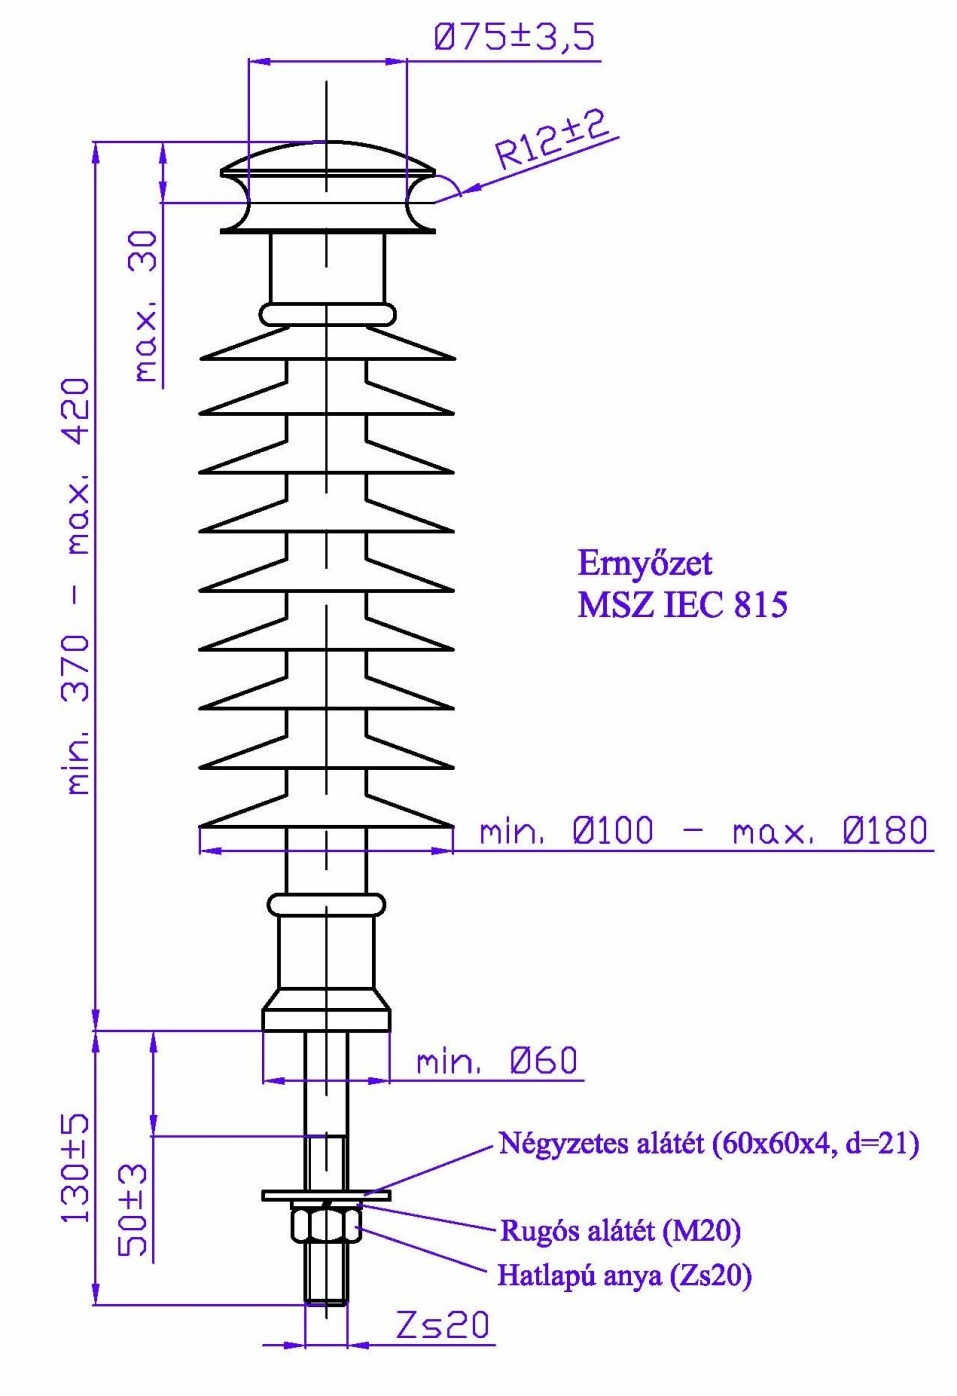 Ø75±3,5
R12±2
max. 30
min. 370 - max. 420
Ernyőzet
MSZ IEC 815
min. Ø100 - max. Ø180
min. Ø60
130±5
50±3
Négyzetes alátét (60x60x4, d=21)
Rugós alátét (M20)
Hatlapú anya (Zs20)
Zs20